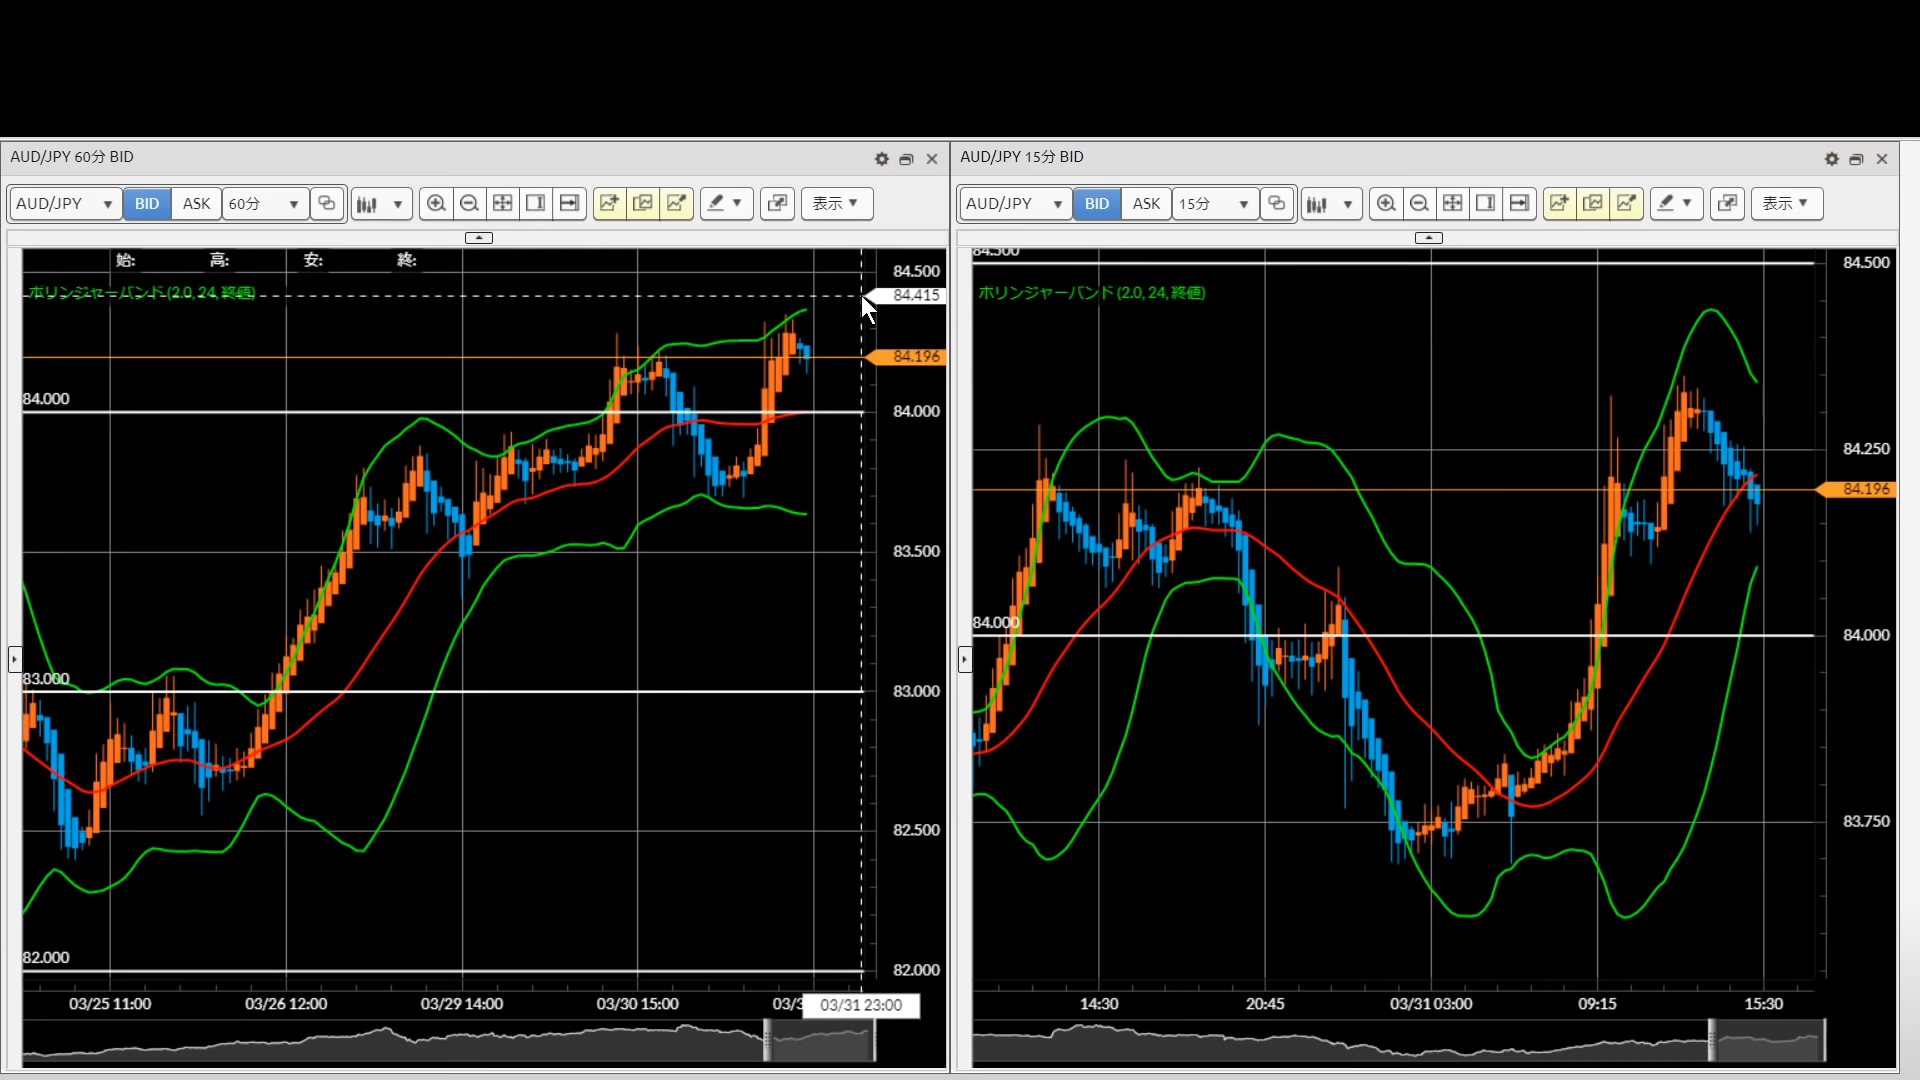 AUD/JPY 60分 BID
AUD/JPY BID ASK 60分 表示
始: 高: 安: 終:
ボリンジャーバンド (2.0, 24, 終値)
84.500
84.415
84.196
84.000
84.000
83.500
83.000
83.000
82.500
82.000
82.000
03/25 11:00 03/26 12:00 03/29 14:00 03/30 15:00 03/31 23:00
AUD/JPY 15分 BID
AUD/JPY BID ASK 15分 表示
84.500
84.500
ボリンジャーバンド (2.0, 24, 終値)
84.250
84.196
84.000
84.000
83.750
14:30 20:45 03/31 03:00 09:15 15:30